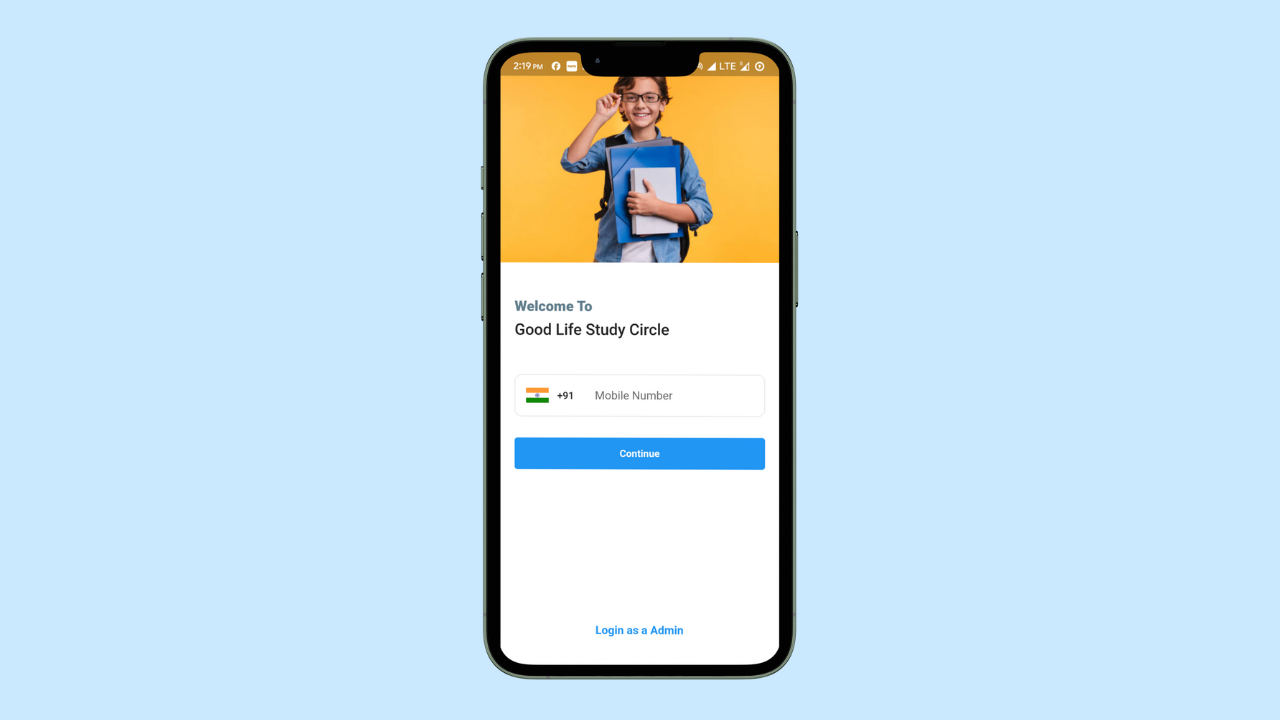 2:19 PM LTE
Welcome To
Good Life Study Circle
+91 Mobile Number
Continue
Login as a Admin